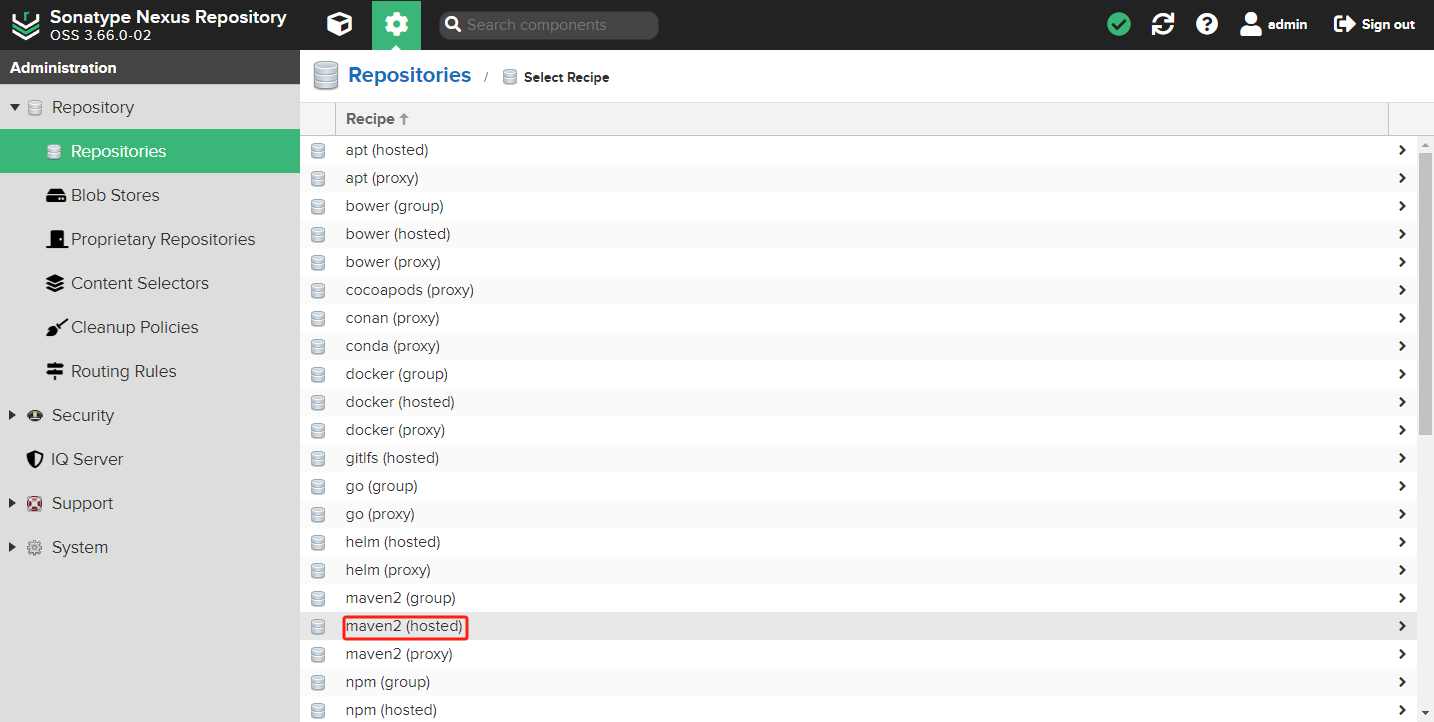 Sonatype Nexus Repository
OSS 3.66.0-02
Search components
admin
Sign out
Administration
Repository
Repositories
Blob Stores
Proprietary Repositories
Content Selectors
Cleanup Policies
Routing Rules
Security
IQ Server
Support
System
Repositories / Select Recipe
Recipe
apt (hosted)
apt (proxy)
bower (group)
bower (hosted)
bower (proxy)
cocoapods (proxy)
conan (proxy)
conda (proxy)
docker (group)
docker (hosted)
docker (proxy)
gitlfs (hosted)
go (group)
go (proxy)
helm (hosted)
helm (proxy)
maven2 (group)
maven2 (hosted)
maven2 (proxy)
npm (group)
npm (hosted)